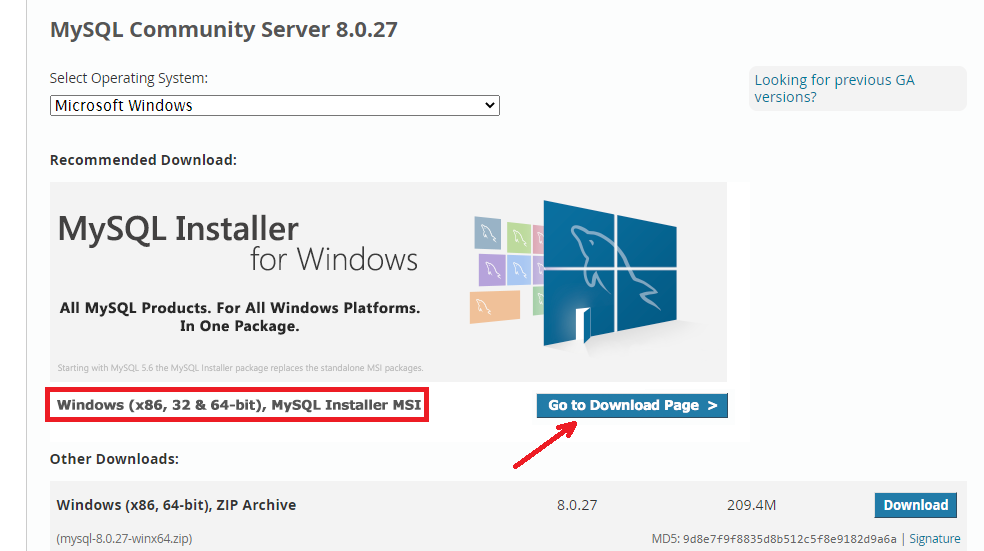 MySQL Community Server 8.0.27
Select Operating System:
Microsoft Windows
Looking for previous GA
versions?
Recommended Download:
MySQL Installer
for Windows
All MySQL Products. For All Windows Platforms.
In One Package.
Starting with MySQL 5.6 the MySQL Installer package replaces the standalone MSI packages.
Windows (x86, 32 & 64-bit), MySQL Installer MSI
Go to Download Page >
Other Downloads:
Windows (x86, 64-bit), ZIP Archive 8.0.27 209.4M Download
(mysql-8.0.27-winx64.zip) MD5: 9d8e7f9f8835d8b512c5f8e9182d9a6a | Signature